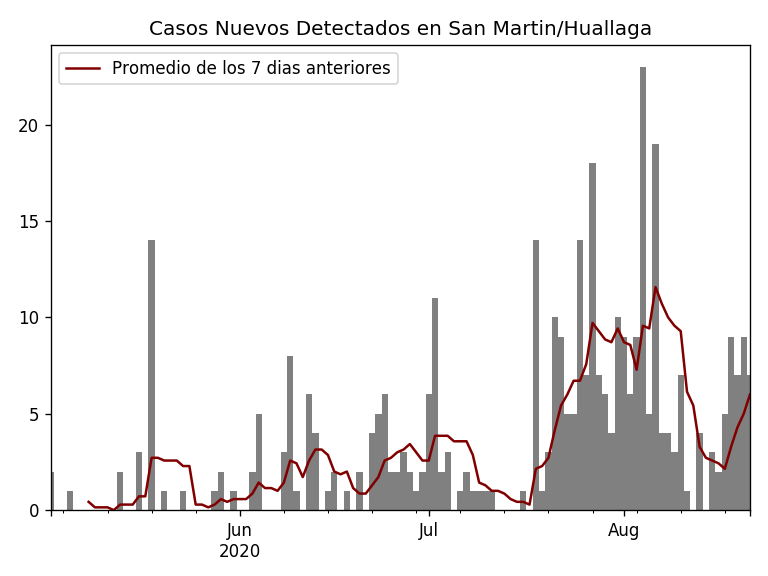 Casos Nuevos Detectados en San Martin/Huallaga
Promedio de los 7 dias anteriores
20
15
10
5
0
Jun
2020
Jul
Aug